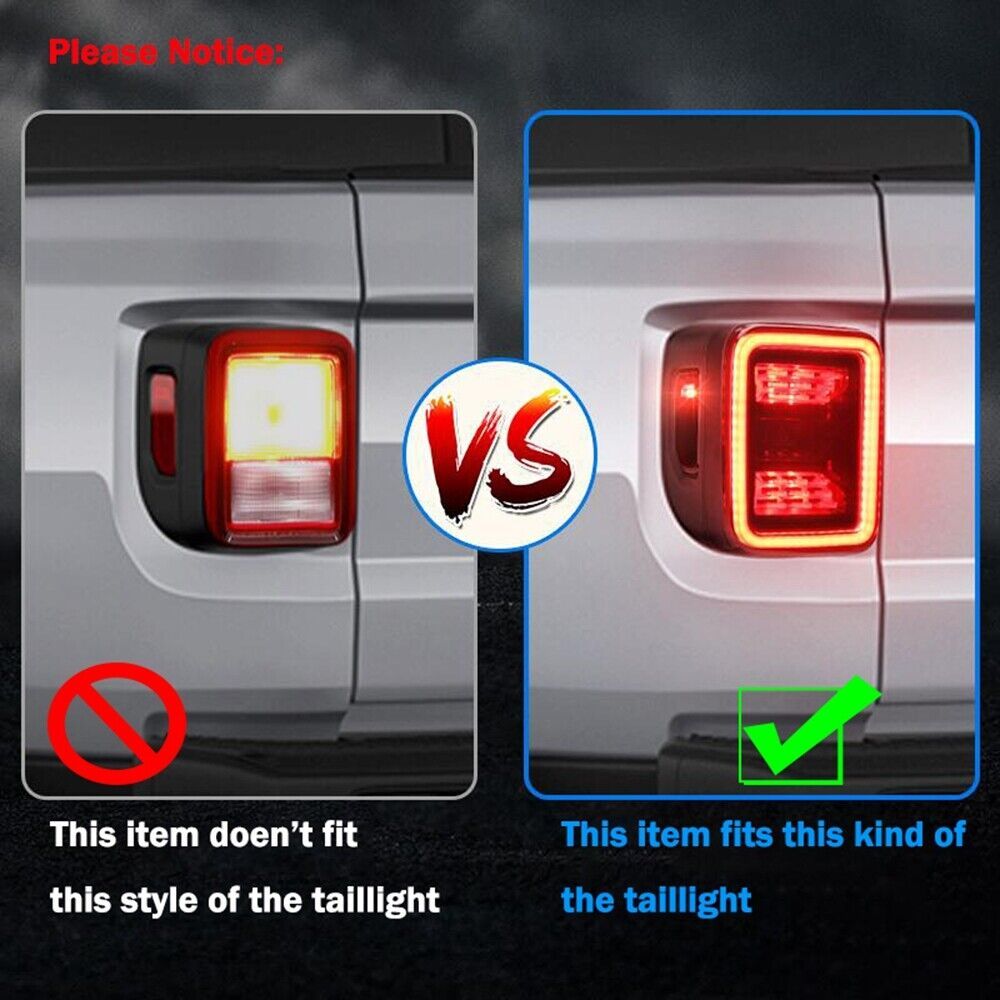 Please Notice:
VS
This item doen’t fit
this style of the taillight
This item fits this kind of
the taillight